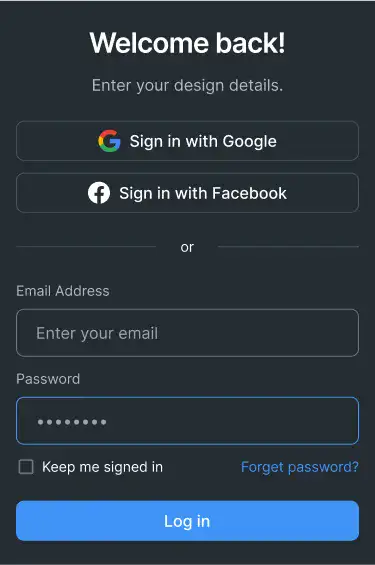 Welcome back!
Enter your design details.
Sign in with Google
Sign in with Facebook
or
Email Address
Enter your email
Password
••••••••
Keep me signed in
Forget password?
Log in